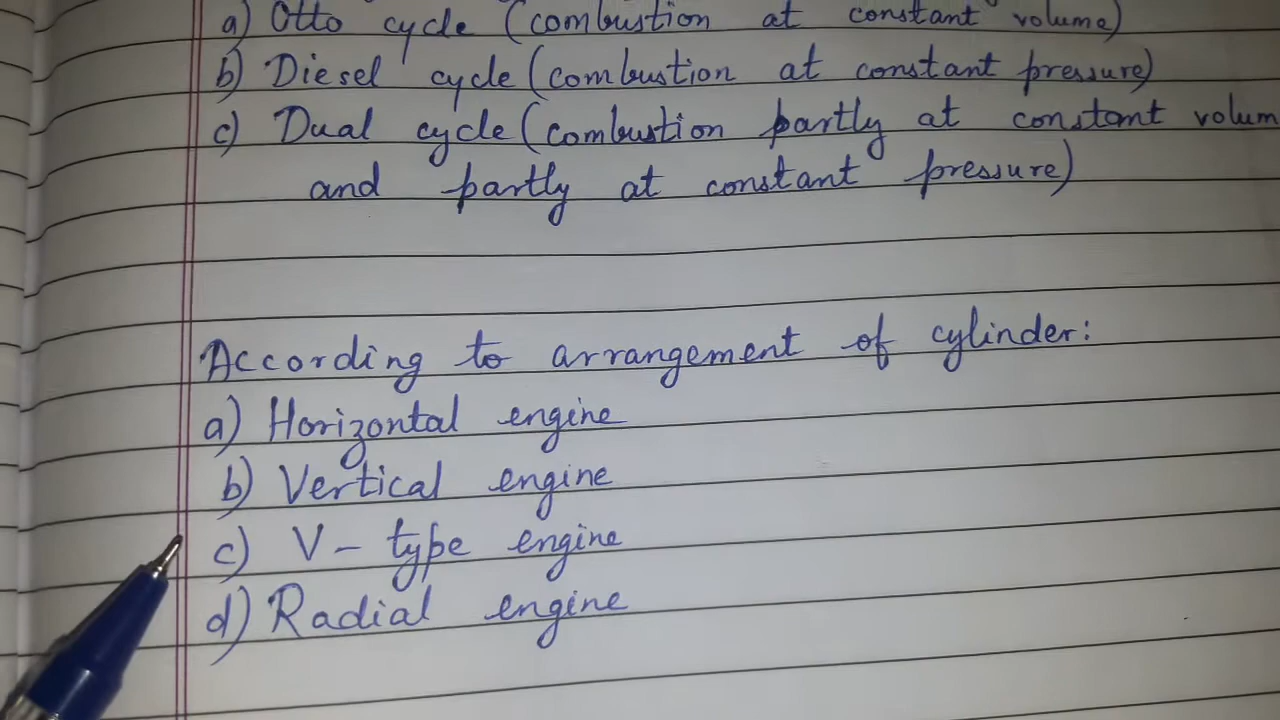 a) Otto cycle (combustion at constant volume)
b) Diesel cycle (combustion at constant pressure)
c) Dual cycle (combustion partly at constant volum
and partly at constant pressure)
According to arrangement of cylinder:
a) Horizontal engine
b) Vertical engine
c) V - type engine
d) Radial engine